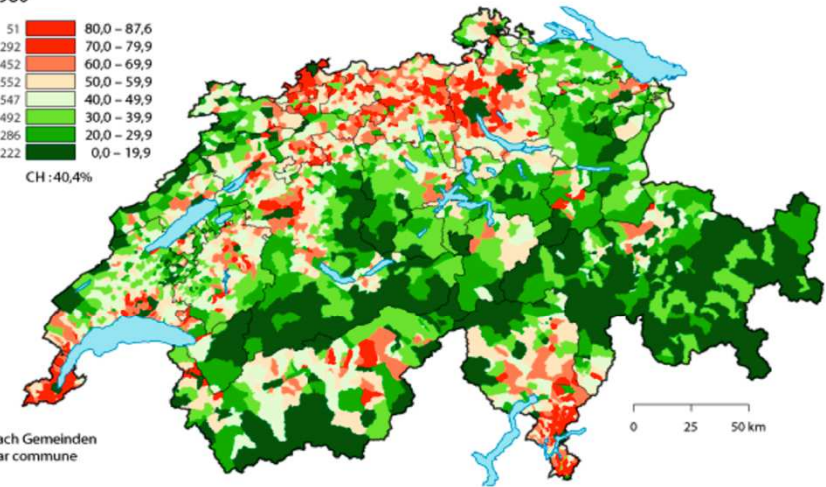 51 80,0 – 87,6
292 70,0 – 79,9
452 60,0 – 69,9
552 50,0 – 59,9
547 40,0 – 49,9
492 30,0 – 39,9
286 20,0 – 29,9
222 0,0 – 19,9
CH : 40,4%
0 25 50 km
ach Gemeinden
ar commune